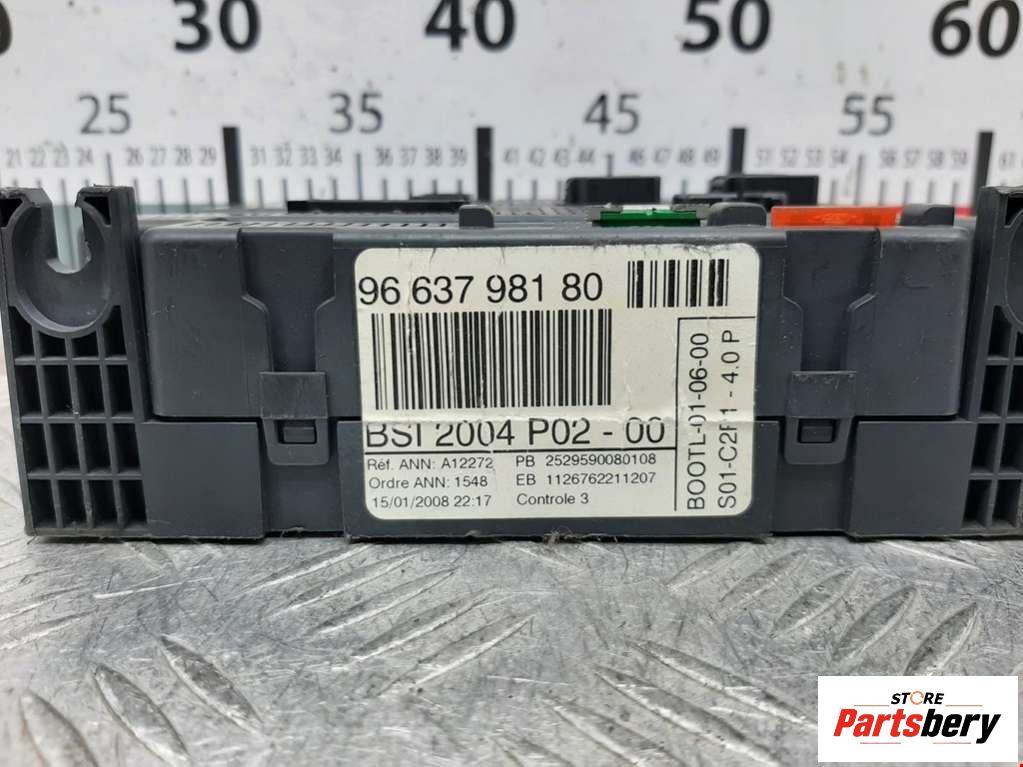 30 40 50 60
25 35 45 55
21 22 23 24 25 26 27 28 29 31 32 33 34 36 37 38 39 41 42 43 44 46 47 48 49 51 52 53 54 56 57 58 59
96 637 981 80
BSI 2004 P02 - 00
Réf. ANN: A12272 PB 2529590080108
Ordre ANN: 1548 EB 1126762211207
15/01/2008 22:17 Controle 3
BOOTL-01-06-00
S01-C2F1 - 4.0 P
STORE
Partsbery